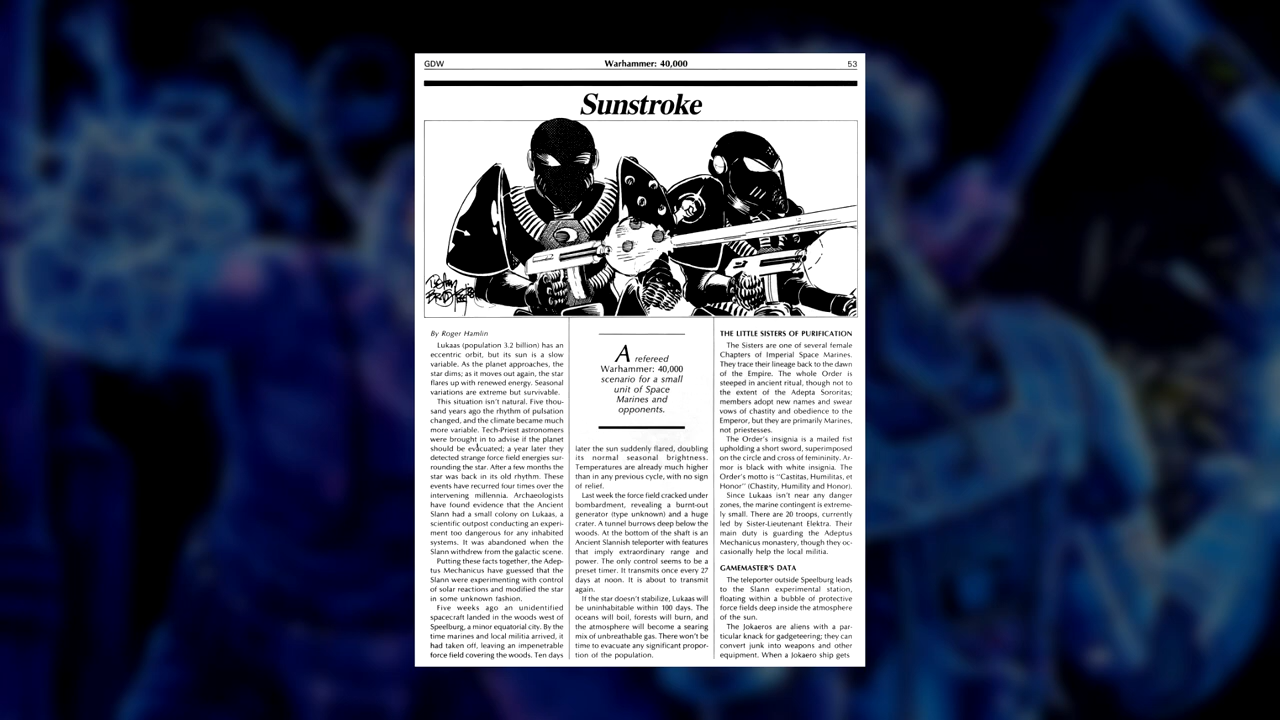 GDW
Warhammer: 40,000
53
Sunstroke
By Roger Hamlin
Lukaas (population 3.2 billion) has an
eccentric orbit, but its sun is a slow
variable. As the planet approaches, the
star dims; as it moves out again, the star
flares up with renewed energy. Seasonal
variations are extreme but survivable.
This situation isn't natural. Five thou-
sand years ago the rhythm of pulsation
changed, and the climate became much
more variable. Tech-Priest astronomers
were brought in to advise if the planet
should be evacuated; a year later they
detected strange force field energies sur-
rounding the star. After a few months the
star was back in its old rhythm. These
events have recurred four times over the
intervening millennia. Archaeologists
have found evidence that the Ancient
Slann had a small colony on Lukaas, a
scientific outpost conducting an experi-
ment too dangerous for any inhabited
systems. It was abandoned when the
Slann withdrew from the galactic scene.
Putting these facts together, the Adep-
tus Mechanicus have guessed that the
Slann were experimenting with control
of solar reactions and modified the star
in some unknown fashion.
Five weeks ago an unidentified
spacecraft landed in the woods west of
Speelburg, a minor equatorial city. By the
time marines and local militia arrived, it
had taken off, leaving an impenetrable
force field covering the woods. Ten days
A refereed
Warhammer: 40,000
scenario for a small
unit of Space
Marines and
opponents.
later the sun suddenly flared, doubling
its normal seasonal brightness.
Temperatures are already much higher
than in any previous cycle, with no sign
of relief.
Last week the force field cracked under
bombardment, revealing a burnt-out
generator (type unknown) and a huge
crater. A tunnel burrows deep below the
woods. At the bottom of the shaft is an
Ancient Slannish teleporter with features
that imply extraordinary range and
power. The only control seems to be a
preset timer. It transmits once every 27
days at noon. It is about to transmit
again.
If the star doesn't stabilize, Lukaas will
be uninhabitable within 100 days. The
oceans will boil, forests will burn, and
the atmosphere will become a searing
mix of unbreathable gas. There won't be
time to evacuate any significant propor-
tion of the population.
THE LITTLE SISTERS OF PURIFICATION
The Sisters are one of several female
Chapters of Imperial Space Marines.
They trace their lineage back to the dawn
of the Empire. The whole Order is
steeped in ancient ritual, though not to
the extent of the Adepta Sororitas;
members adopt new names and swear
vows of chastity and obedience to the
Emperor, but they are primarily Marines,
not priestesses.
The Order's insignia is a mailed fist
upholding a short sword, superimposed
on the circle and cross of femininity. Ar-
mor is black with white insignia. The
Order's motto is "Castitas, Humilitas, et
Honor" (Chastity, Humility and Honor).
Since Lukaas isn't near any danger
zones, the marine contingent is extreme-
ly small. There are 20 troops, currently
led by Sister-Lieutenant Elektra. Their
main duty is guarding the Adeptus
Mechanicus monastery, though they oc-
casionally help the local militia.
GAMEMASTER'S DATA
The teleporter outside Speelburg leads
to the Slann experimental station,
floating within a bubble of protective
force fields deep inside the atmosphere
of the sun.
The Jokaeros are aliens with a par-
ticular knack for gadgeteering; they can
convert junk into weapons and other
equipment. When a Jokaero ship gets